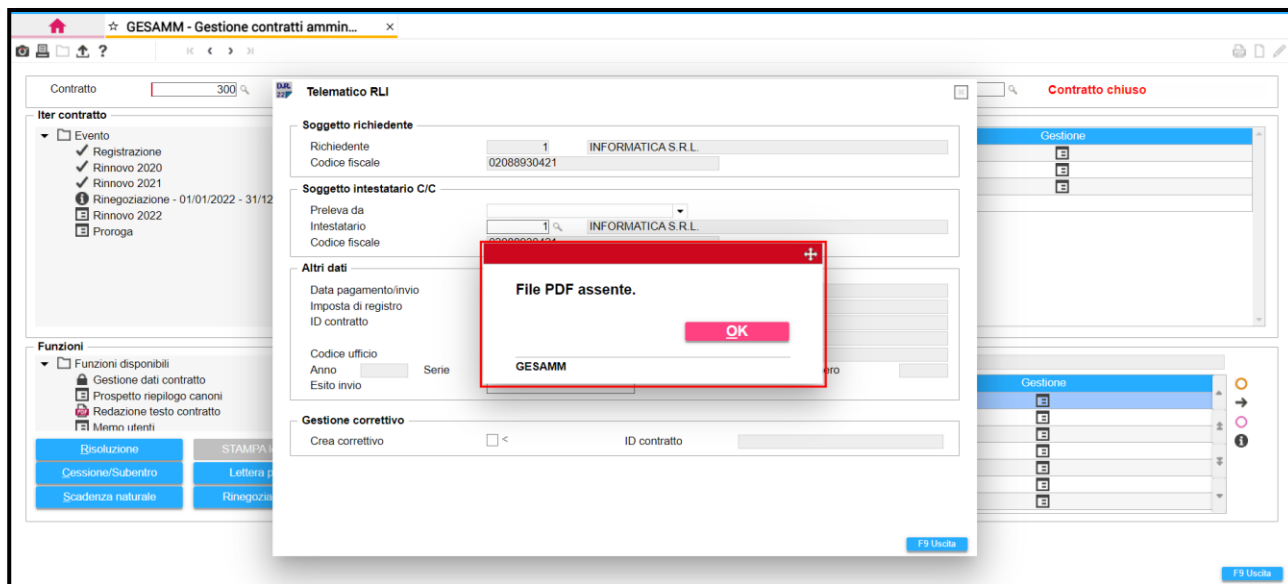 ☆ GESAMM - Gestione contratti ammin... ×
?
Contratto 300 Contratto chiuso
Iter contratto
Evento
Registrazione
Rinnovo 2020
Rinnovo 2021
Rinegoziazione - 01/01/2022 - 31/12
Rinnovo 2022
Proroga
Gestione
Telematico RLI
Soggetto richiedente
Richiedente 1 INFORMATICA S.R.L.
Codice fiscale 02088930421
Soggetto intestatario C/C
Preleva da
Intestatario 1 INFORMATICA S.R.L.
Codice fiscale
Altri dati
Data pagamento/invio
Imposta di registro
ID contratto
Codice ufficio
Anno Serie ero
Esito invio
Gestione correttivo
Crea correttivo < ID contratto
F9 Uscita
File PDF assente.
OK
GESAMM
Funzioni
Funzioni disponibili
Gestione dati contratto
Prospetto riepilogo canoni
Redazione testo contratto
Memo utenti
Gestione
Risoluzione STAMPA
Cessione/Subentro Lettera p
Scadenza naturale Rinegozia
F9 Uscita